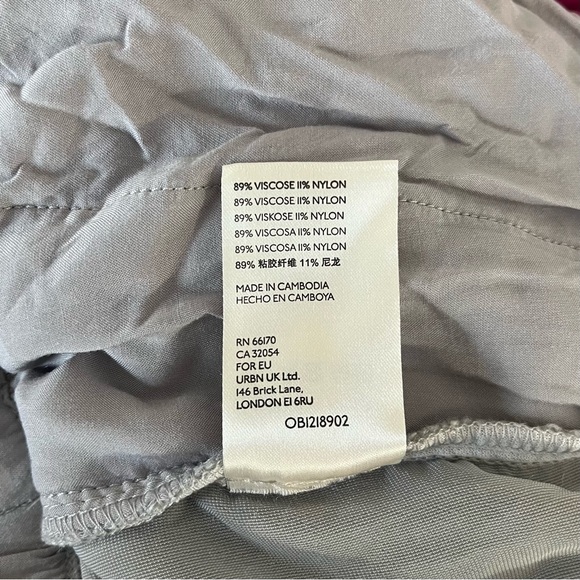 89% VISCOSE 11% NYLON
89% VISCOSE 11% NYLON
89% VISKOSE 11% NYLON
89% VISCOSA 11% NYLON
89% VISCOSA 11% NYLON
89% 粘胶纤维 11% 尼龙
MADE IN CAMBODIA
HECHO EN CAMBOYA
RN 66170
CA 32054
FOR EU
URBN UK Ltd.
146 Brick Lane,
LONDON E1 6RU
OB1218902